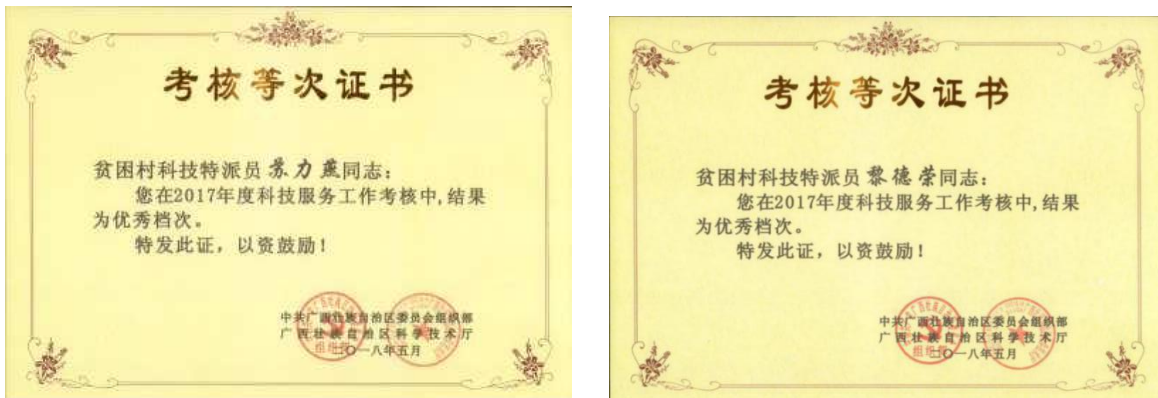 考核等次证书
贫困村科技特派员苏力燕同志：
您在2017年度科技服务工作考核中,结果
为优秀档次。
特发此证，以资鼓励！
中共广西壮族自治区委员会组织部
广西壮族自治区科学技术厅
二〇一八年五月
组织部
考核等次证书
贫困村科技特派员黎德荣同志：
您在2017年度科技服务工作考核中,结果
为优秀档次。
特发此证，以资鼓励！
中共广西壮族自治区委员会组织部
广西壮族自治区科学技术厅
二〇一八年五月
组织部